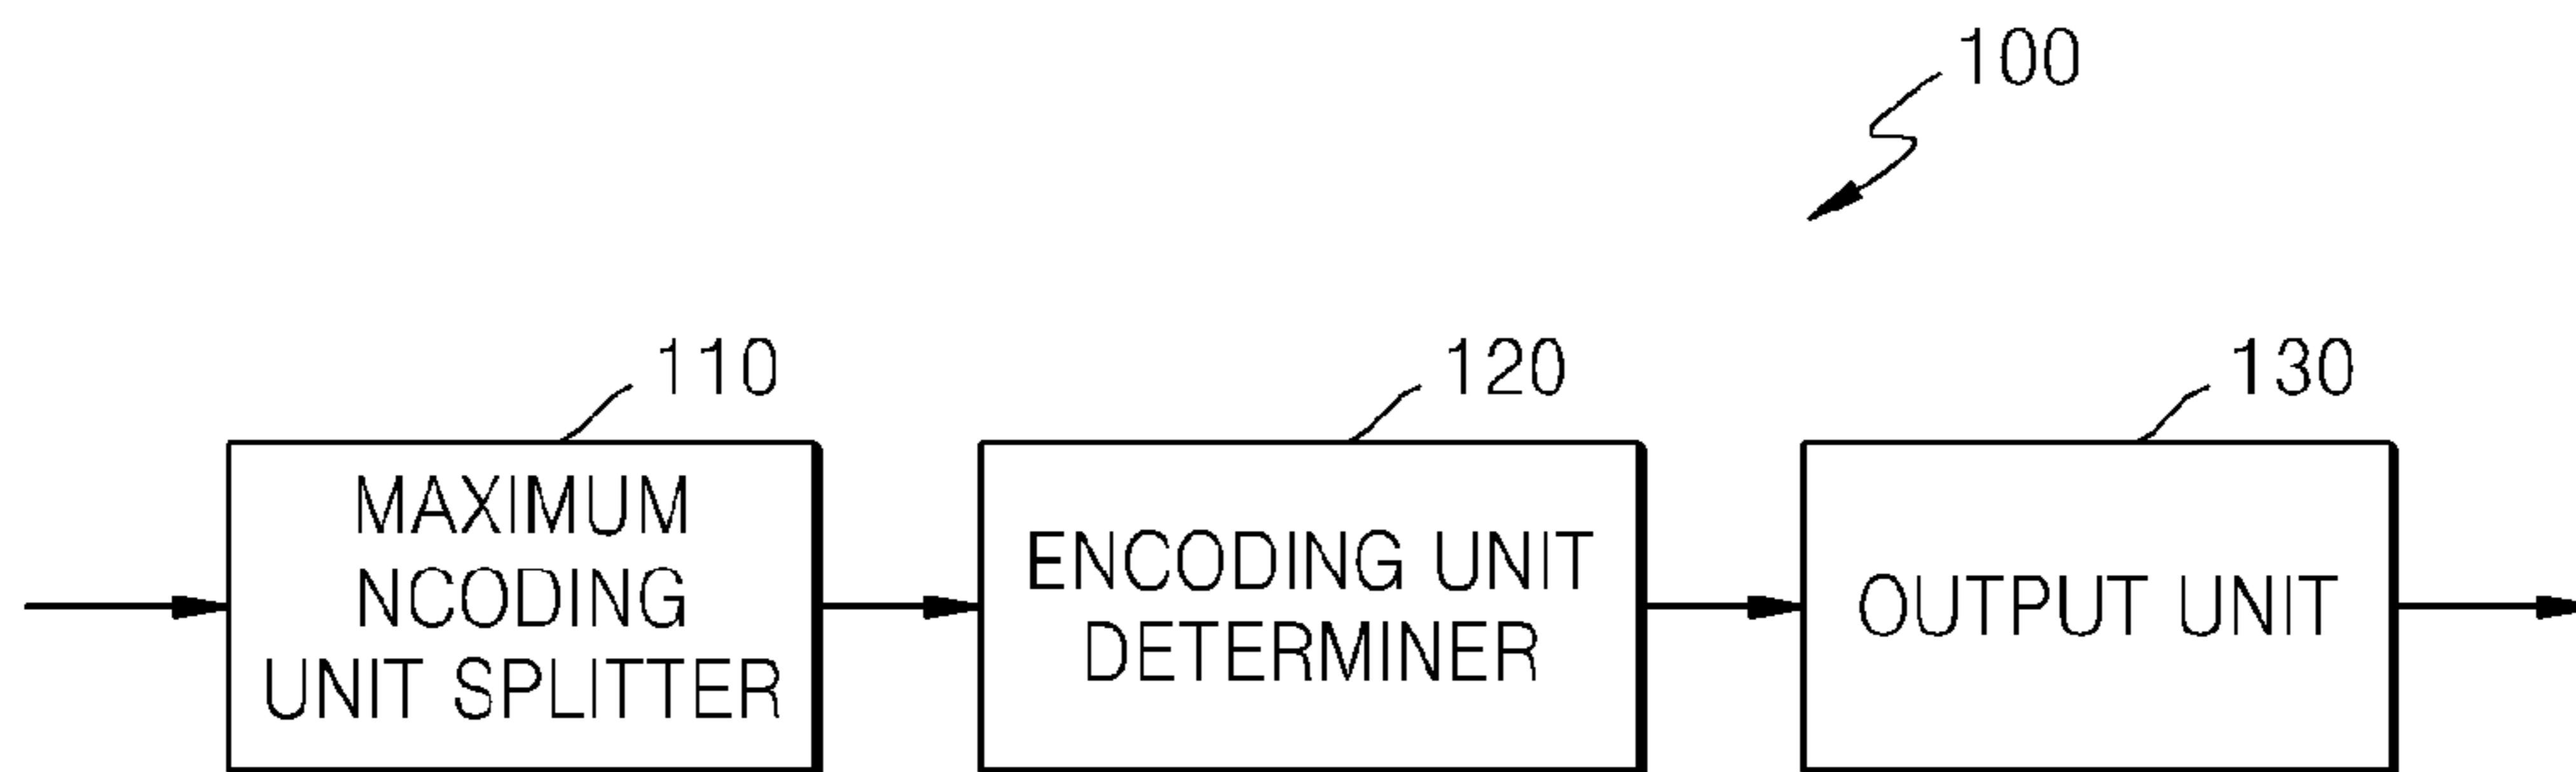 100
110
120
130
MAXIMUM
NCODING
UNIT SPLITTER
ENCODING UNIT
DETERMINER
OUTPUT UNIT